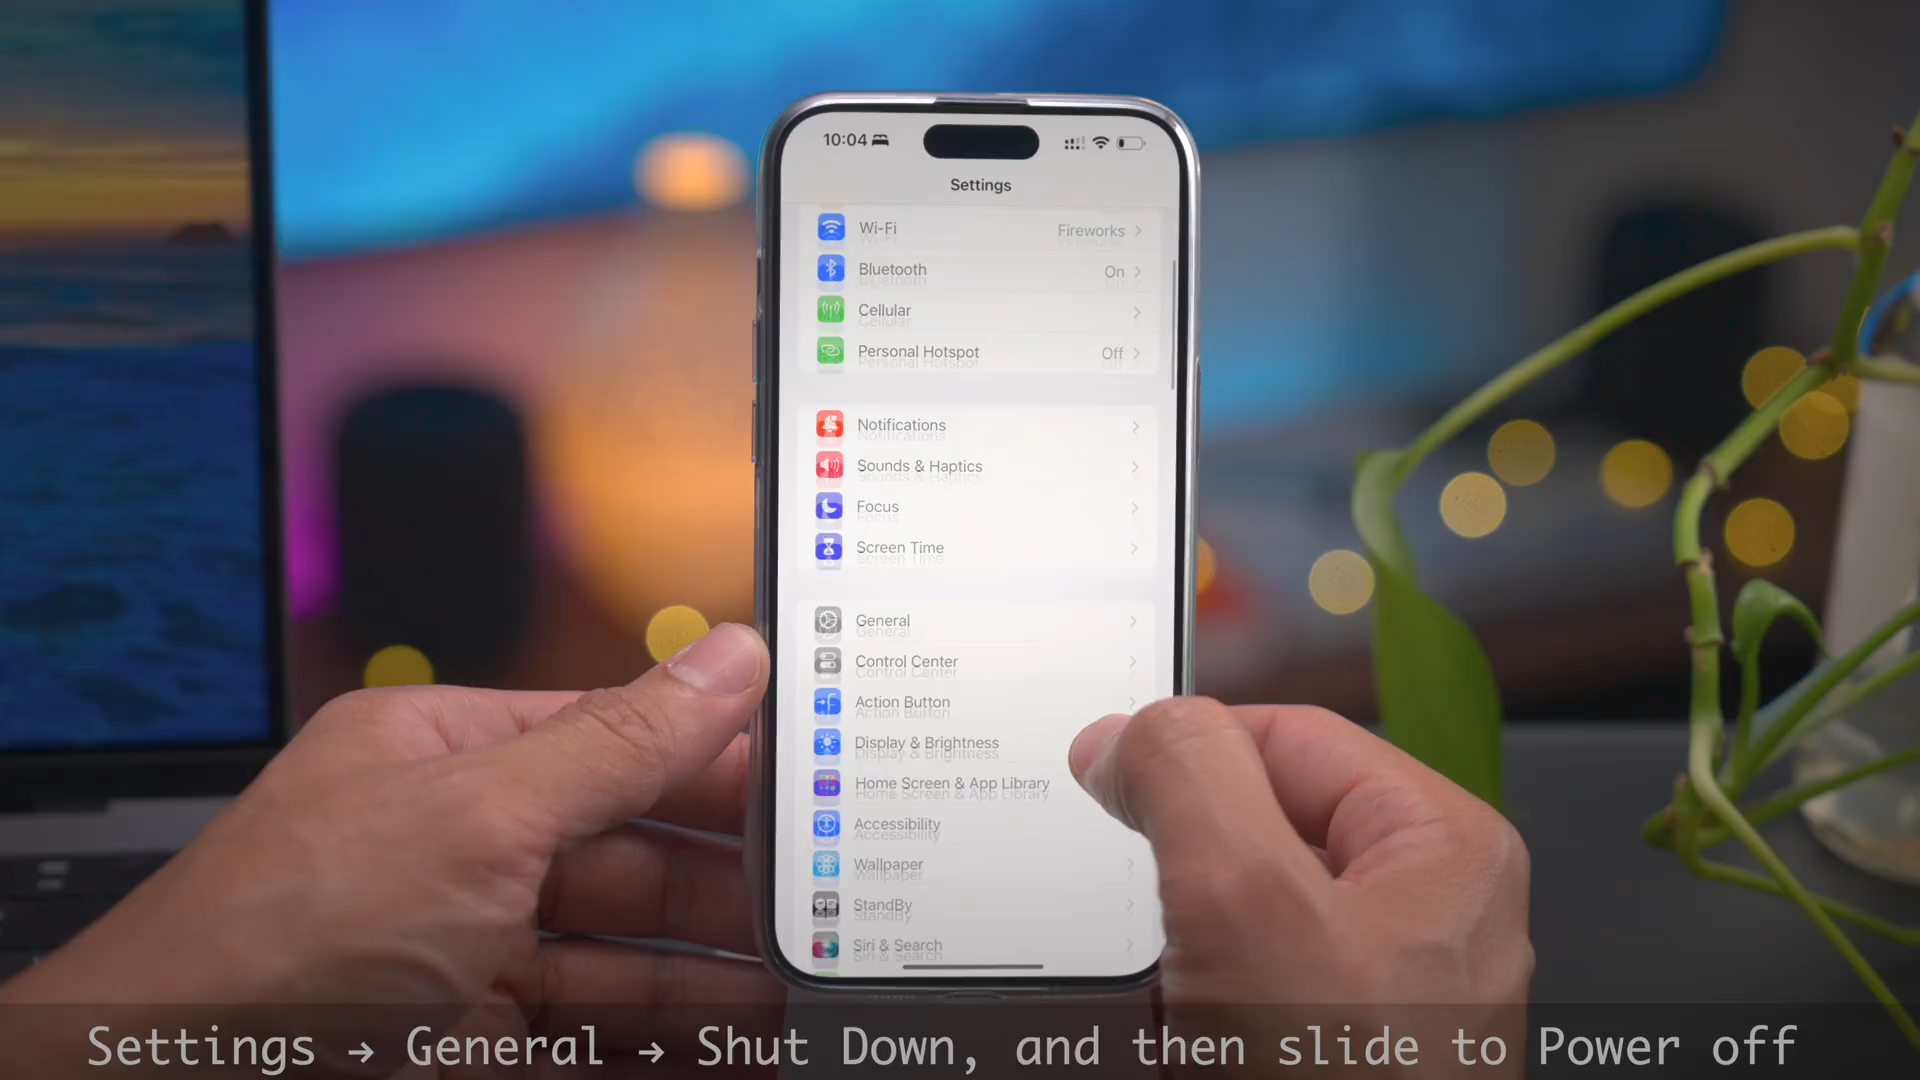 10:04
Settings
Wi-Fi Fireworks
Bluetooth On
Cellular
Personal Hotspot Off
Notifications
Sounds & Haptics
Focus
Screen Time
General
Control Center
Action Button
Display & Brightness
Home Screen & App Library
Accessibility
Wallpaper
StandBy
Siri & Search
Settings → General → Shut Down, and then slide to Power off